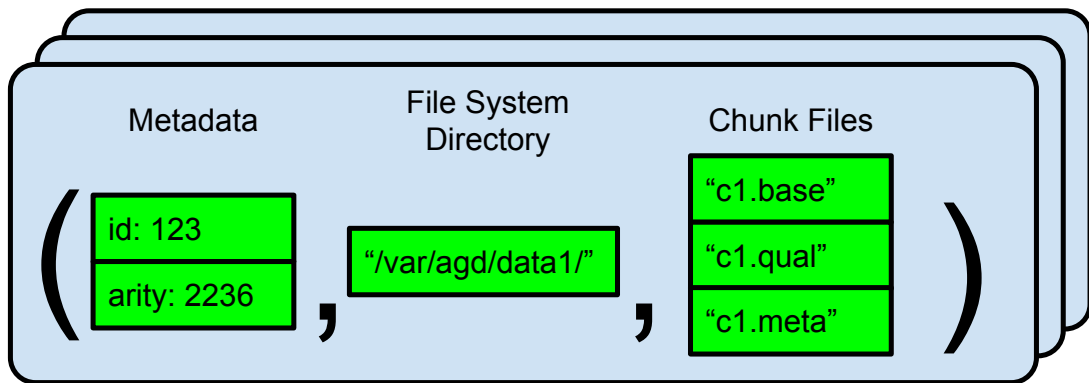 Metadata
File System
Directory
Chunk Files
(
id: 123
arity: 2236
,
“/var/agd/data1/”
,
“c1.base”
“c1.qual”
“c1.meta”
)